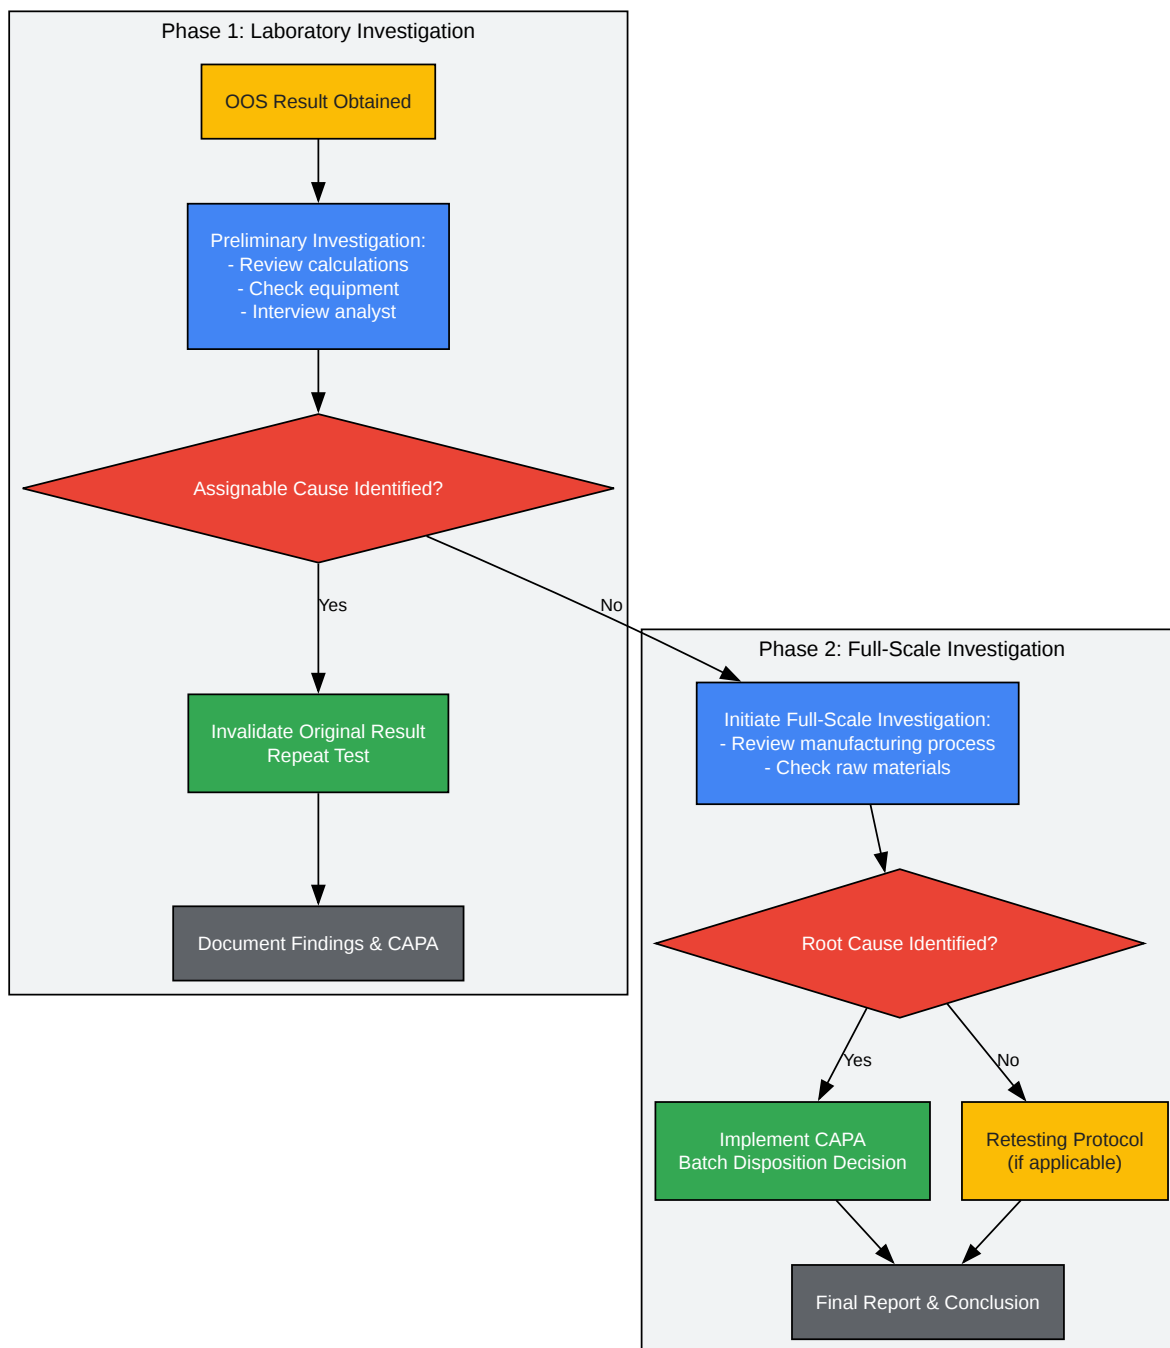 Phase 1: Laboratory Investigation
OOS Result Obtained
Preliminary Investigation:
- Review calculations
- Check equipment
- Interview analyst
Assignable Cause Identified?
Yes
No
Invalidate Original Result
Repeat Test
Document Findings & CAPA
Phase 2: Full-Scale Investigation
Initiate Full-Scale Investigation:
- Review manufacturing process
- Check raw materials
Root Cause Identified?
Yes
No
Implement CAPA
Batch Disposition Decision
Retesting Protocol
(if applicable)
Final Report & Conclusion